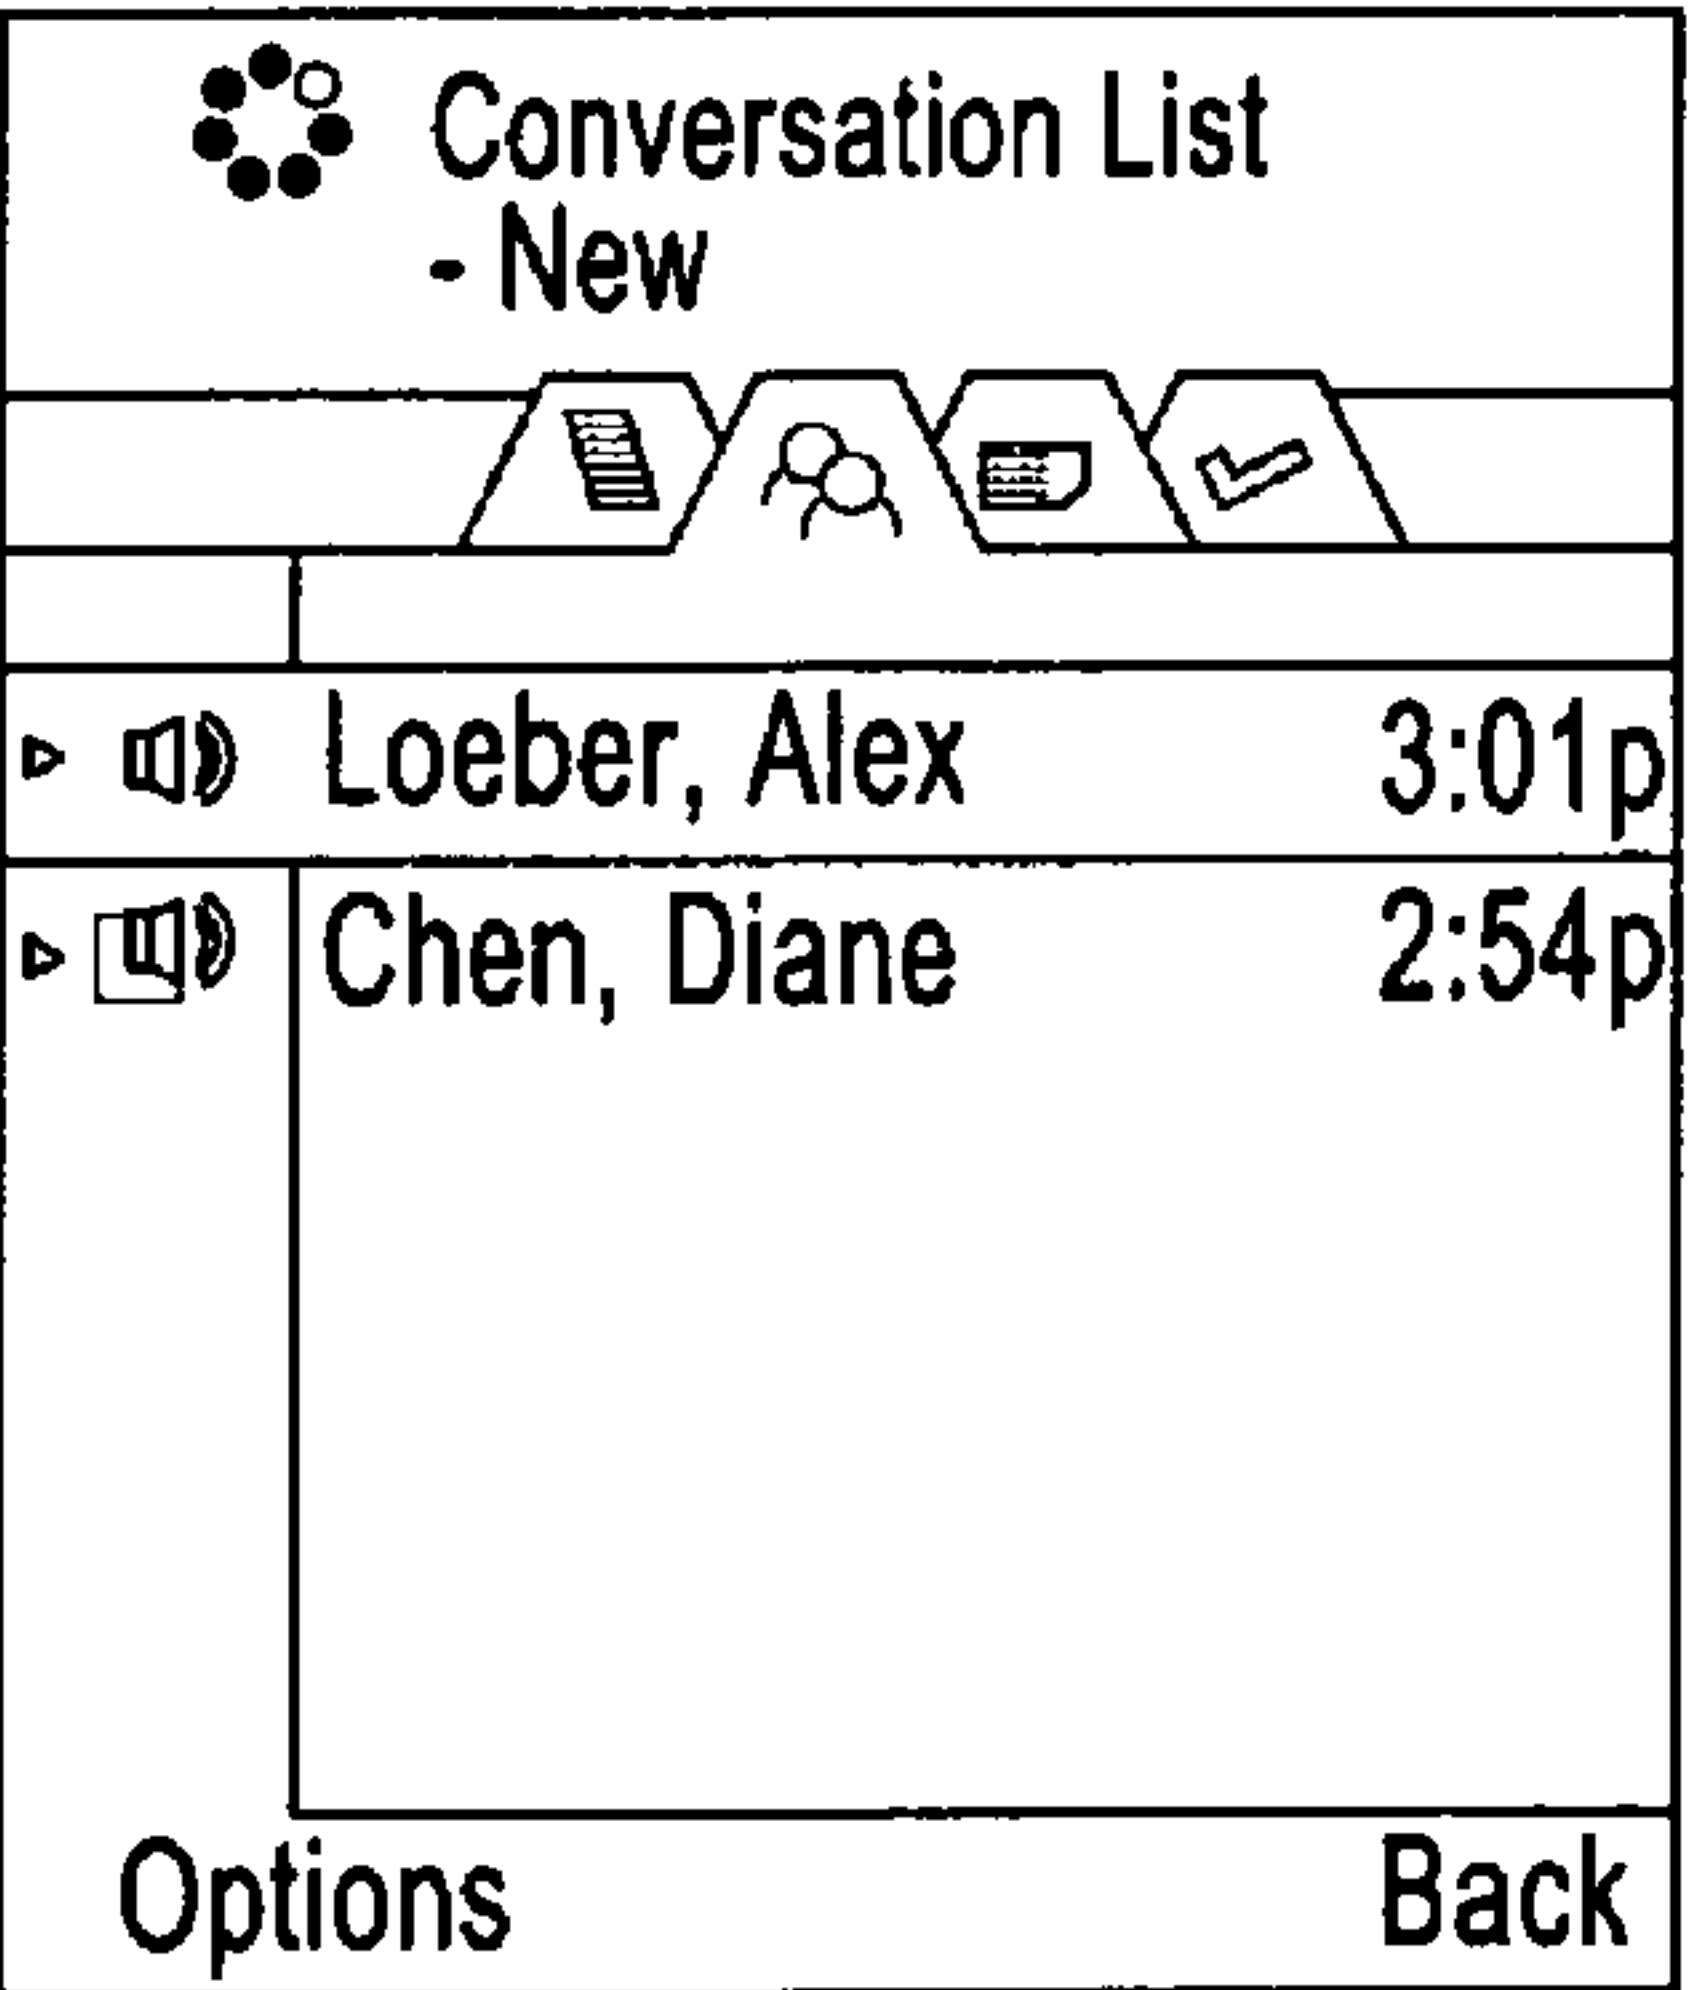 Conversation List
- New
Loeber, Alex 3:01p
Chen, Diane 2:54p
Options Back